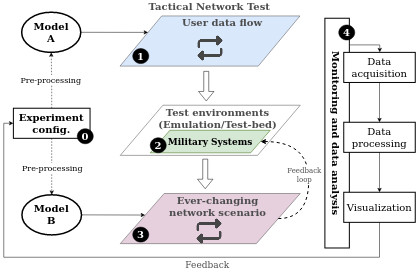 Tactical Network Test
Model
A
User data flow
1
4
Pre-processing
Data
acquisition
Monitoring and data analysis
Experiment
config.
0
Test environments
(Emulation/Test-bed)
2
Military Systems
Data
processing
Pre-processing
Feedback
loop
Model
B
Ever-changing
network scenario
3
Visualization
Feedback